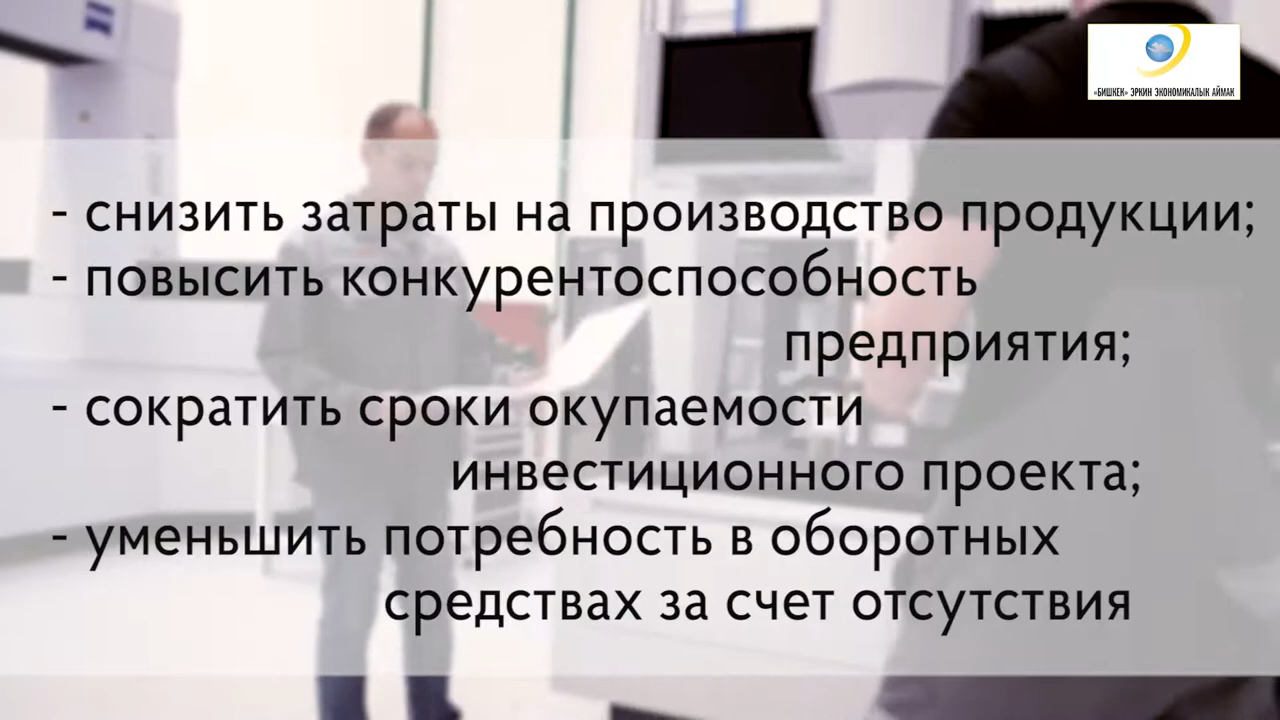 «БИШКЕК» ЭРКИН ЭКОНОМИКАЛЫК АЙМАК
- снизить затраты на производство продукции;
- повысить конкурентоспособность
предприятия;
- сократить сроки окупаемости
инвестиционного проекта;
- уменьшить потребность в оборотных
средствах за счет отсутствия